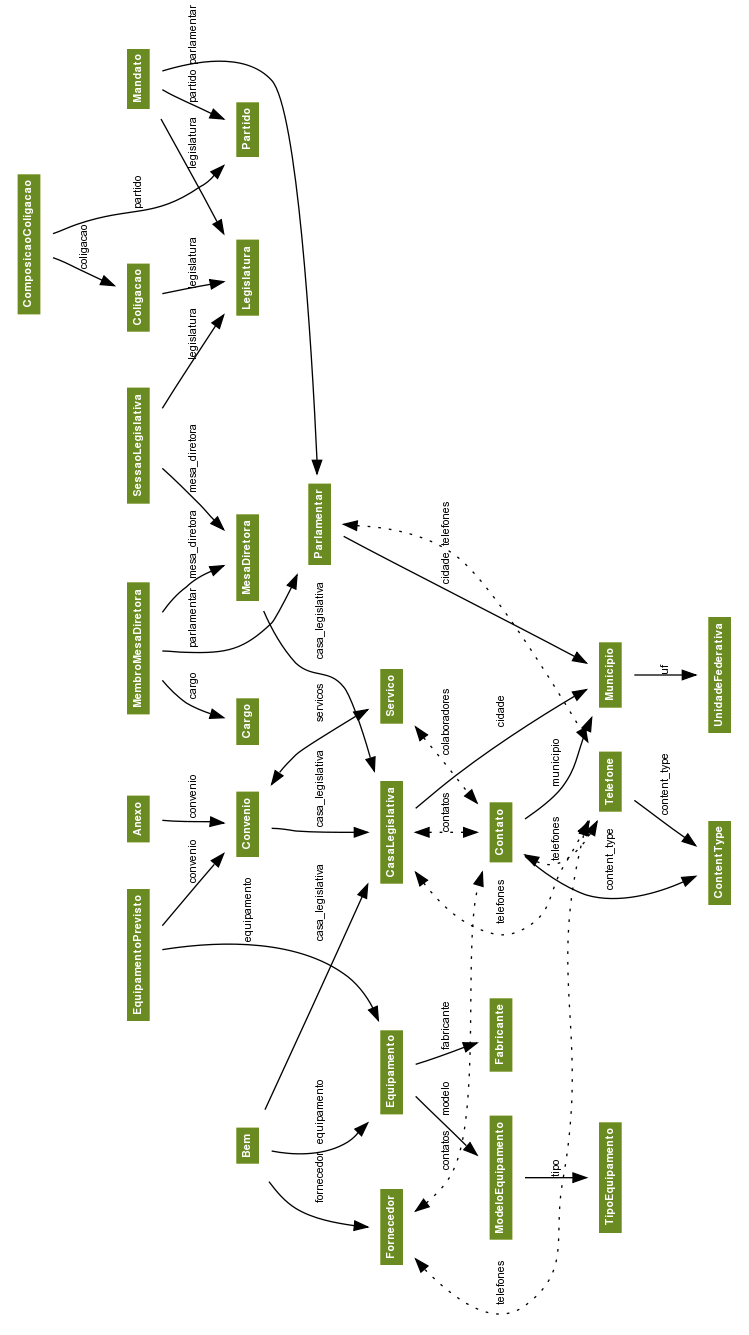 ComposicaoColigacao
coligacao
partido
Mandato
Coligacao
SessaoLegislativa
MembroMesaDiretora
Anexo
EquipamentoPrevisto
parlamentar
partido
legislatura
legislatura
legislatura
mesa_diretora
mesa_diretora
parlamentar
cargo
convenio
convenio
equipamento
Partido
Legislatura
MesaDiretora
Cargo
Convenio
Bem
casa_legislativa
servicos
casa_legislativa
casa_legislativa
equipamento
fornecedor
Parlamentar
Servico
CasaLegislativa
Equipamento
Fornecedor
cidade
telefones
colaboradores
contatos
fabricante
modelo
contatos
cidade
telefones
telefones
Contato
Fabricante
ModeloEquipamento
municipio
telefones
tipo
content_type
Municipio
Telefone
TipoEquipamento
uf
content_type
UnidadeFederativa
ContentType